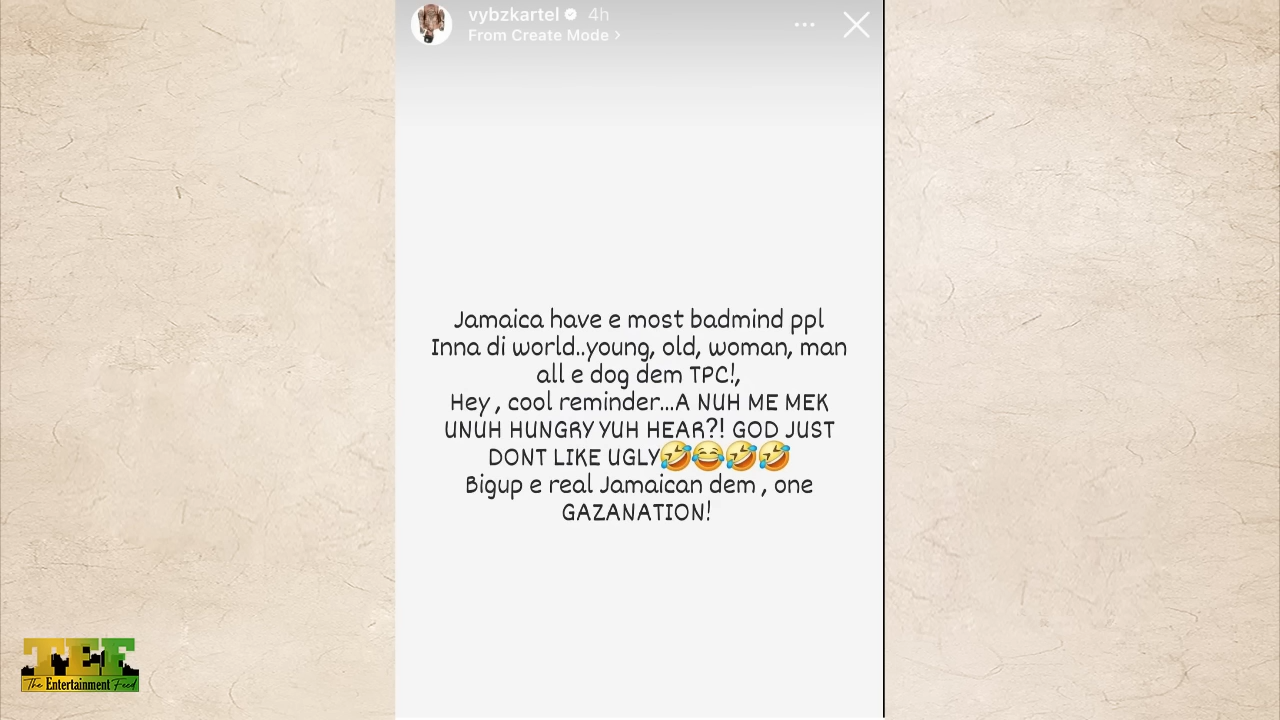 vybzkartel 4h
From Create Mode
Jamaica have e most badmind ppl
Inna di world..young, old, woman, man
all e dog dem TPC!,
Hey , cool reminder...A NUH ME MEK
UNUH HUNGRY YUH HEAR?! GOD JUST
DONT LIKE UGLY🤣😂🤣🤣
Bigup e real Jamaican dem , one
GAZANATION!
TEF
The Entertainment Feed